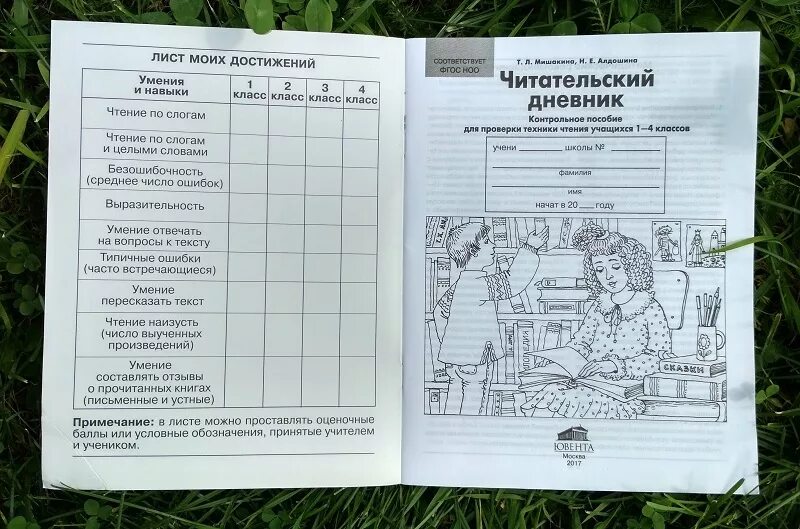 ЛИСТ МОИХ ДОСТИЖЕНИЙ
Умения
и навыки
1
класс
2
класс
3
класс
4
класс
Чтение по слогам
Чтение по слогам
и целыми словами
Безошибочность
(среднее число ошибок)
Выразительность
Умение отвечать
на вопросы к тексту
Типичные ошибки
(часто встречающиеся)
Умение
пересказать текст
Чтение наизусть
(число выученных
произведений)
Умение
составлять отзывы
о прочитанных книгах
(письменные и устные)
Примечание: в листе можно проставлять оценочные
баллы или условные обозначения, принятые учителем
и учеником.
СООТВЕТСТВУЕТ
ФГОС НОО
Т. Л. Мишакина, Н. Е. Алдошина
Читательский
дневник
Контрольное пособие
для проверки техники чтения учащихся 1—4 классов
учени ______ школы № ______
фамилия
имя
начат в 20 ___ году
СКАЗКИ
ЮВЕНТА
Москва
2017